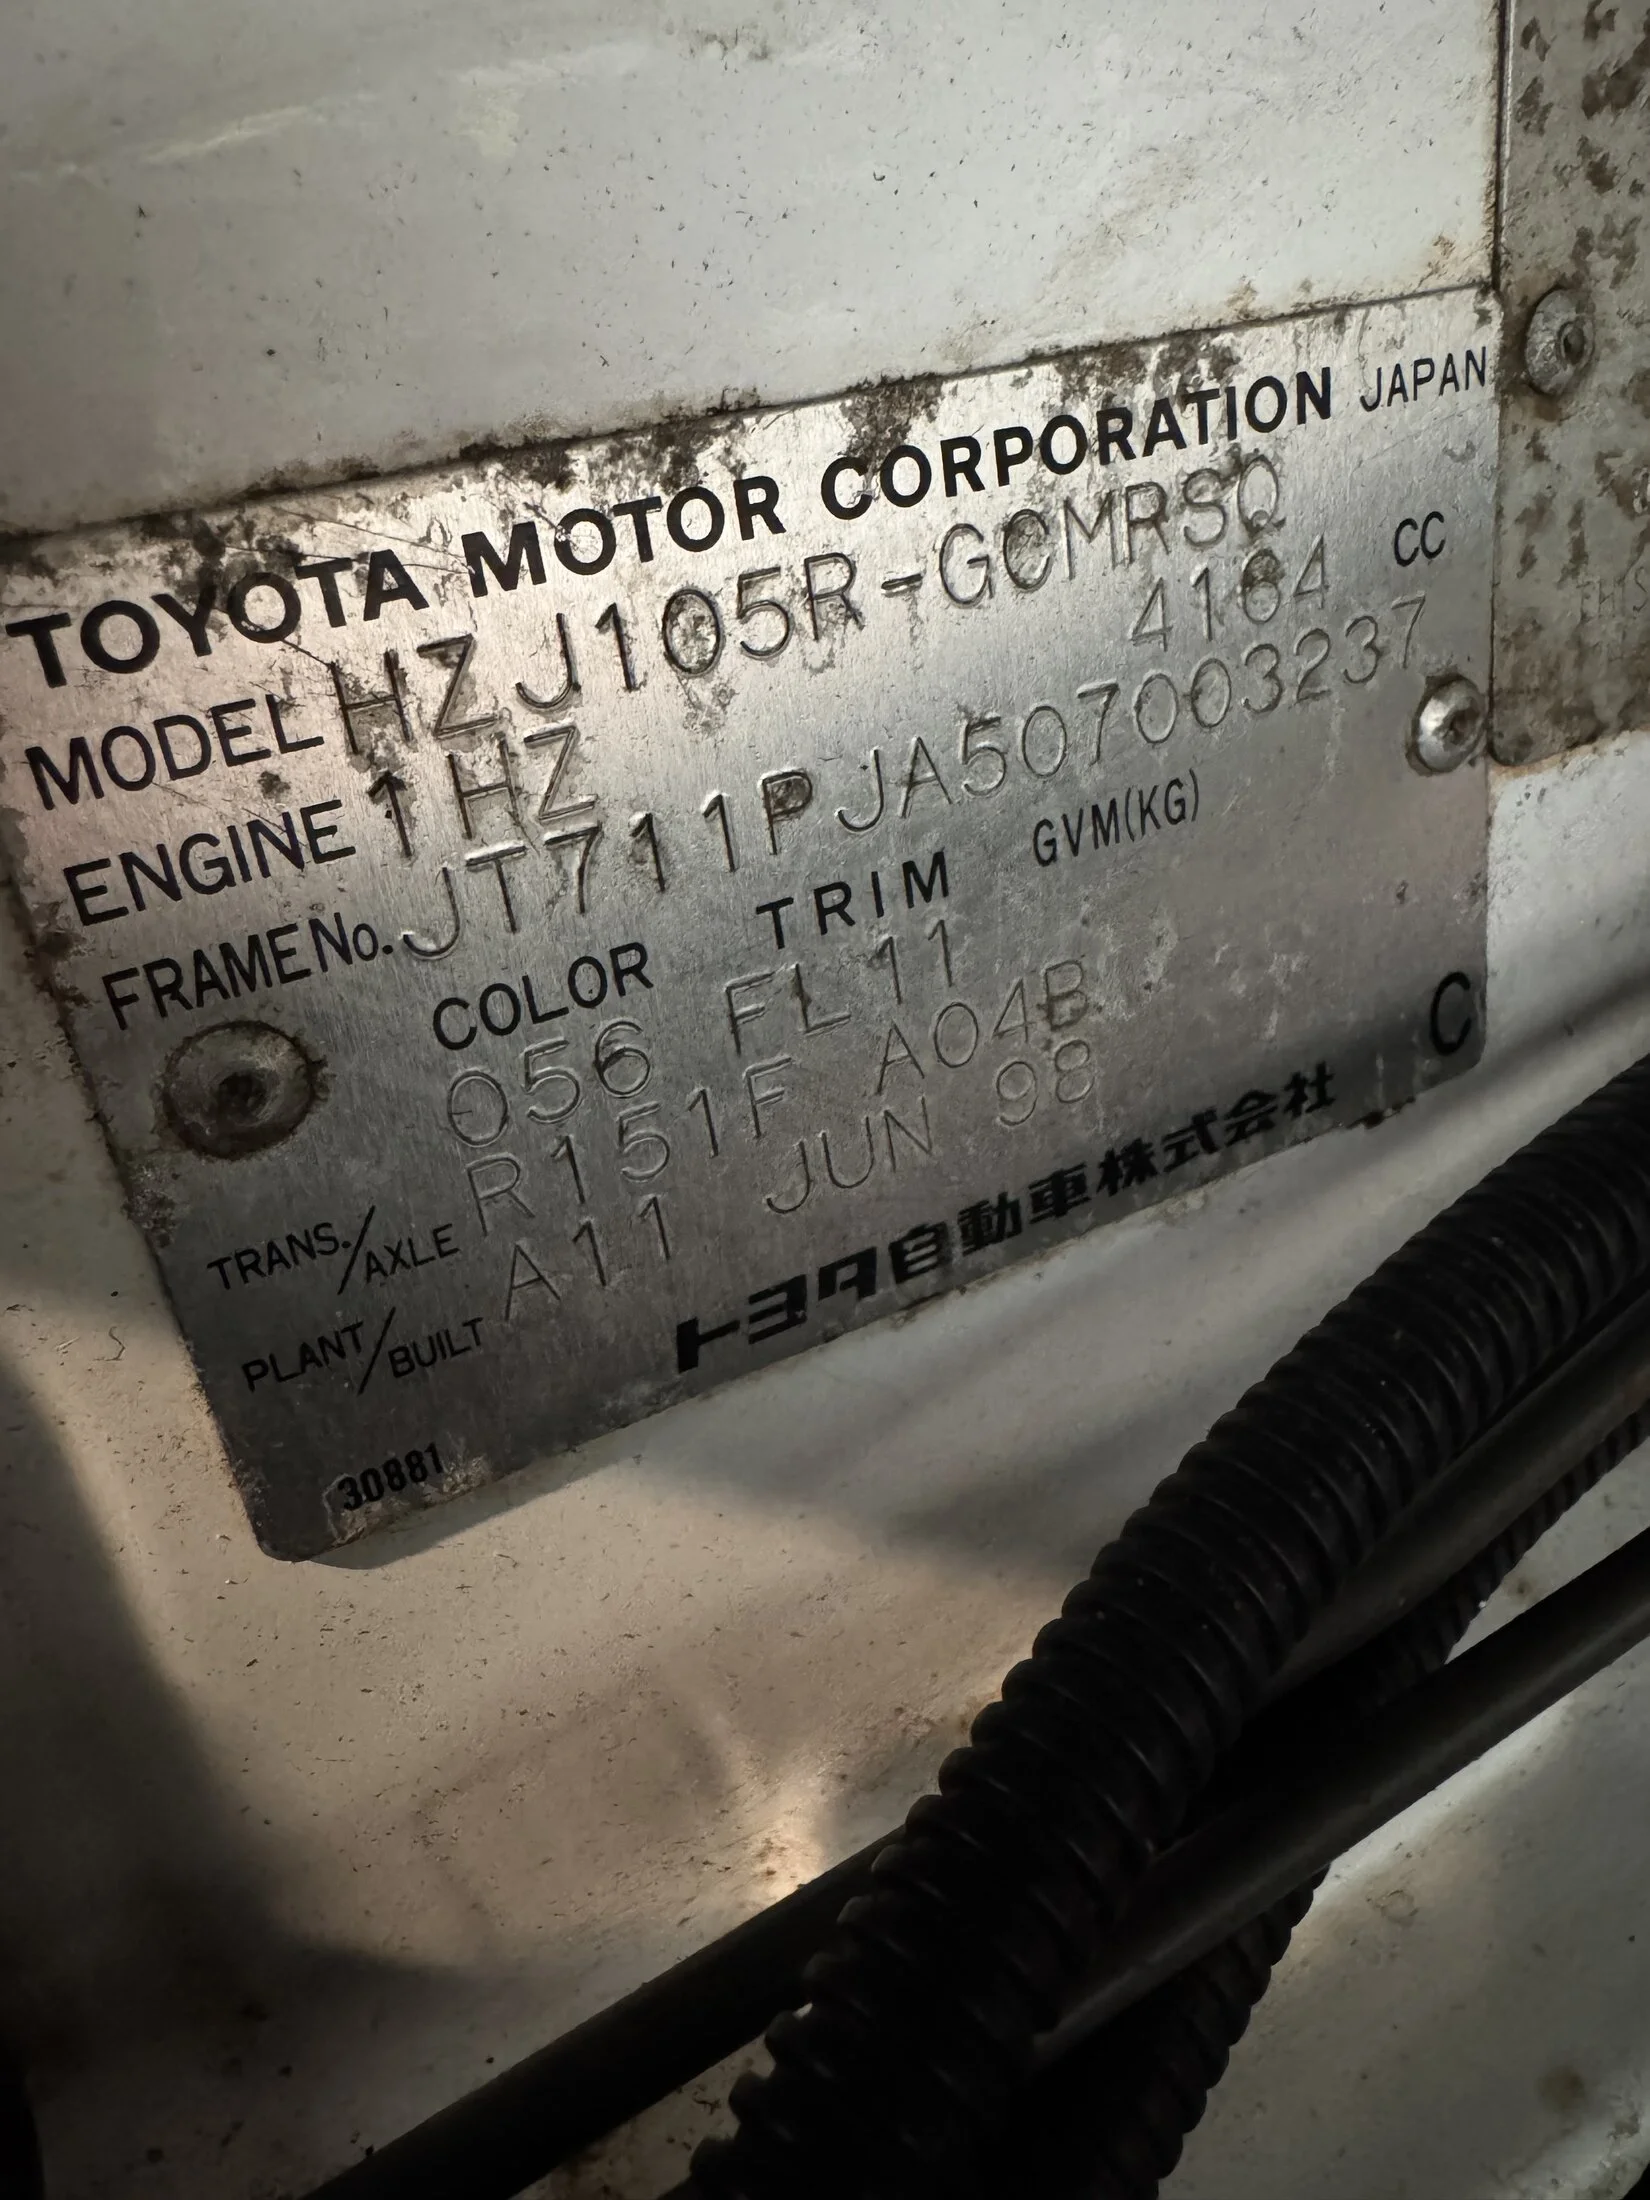 TOYOTA MOTOR CORPORATION JAPAN
MODEL HZJ105R-GCMRSQ
ENGINE 1HZ 4164 CC
FRAME No. JT711PJA507003237
COLOR TRIM GVM(KG)
056 FL11
TRANS./AXLE R151F A04B
PLANT/BUILT A11 JUN 98
トヨタ自動車株式会社 C
30881